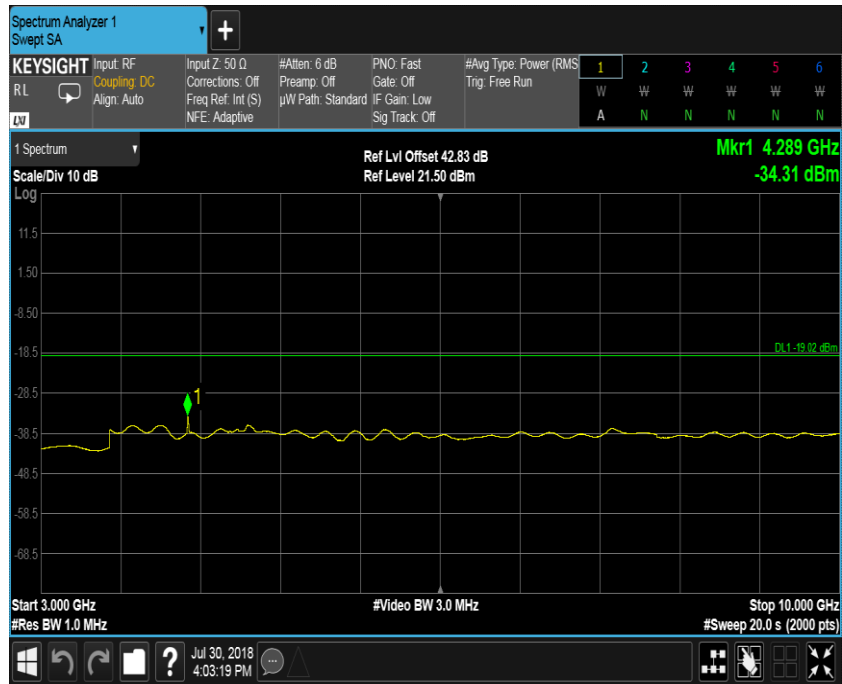 Spectrum Analyzer 1
Swept SA
+
KEYSIGHT
RL
LXI
Input: RF
Coupling: DC
Align: Auto
Input Z: 50 Ω
Corrections: Off
Freq Ref: Int (S)
NFE: Adaptive
#Atten: 6 dB
Preamp: Off
µW Path: Standard
PNO: Fast
Gate: Off
IF Gain: Low
Sig Track: Off
#Avg Type: Power (RMS
Trig: Free Run
1 2 3 4 5 6
W W W W W W
A N N N N N
1 Spectrum
Scale/Div 10 dB
Ref Lvl Offset 42.83 dB
Ref Level 21.50 dBm
Mkr1 4.289 GHz
-34.31 dBm
Log
11.5
1.50
-8.50
-18.5
DL1 -19.02 dBm
-28.5
1
-38.5
-48.5
-58.5
-68.5
Start 3.000 GHz
#Video BW 3.0 MHz
Stop 10.000 GHz
#Res BW 1.0 MHz
#Sweep 20.0 s (2000 pts)
?
Jul 30, 2018
4:03:19 PM